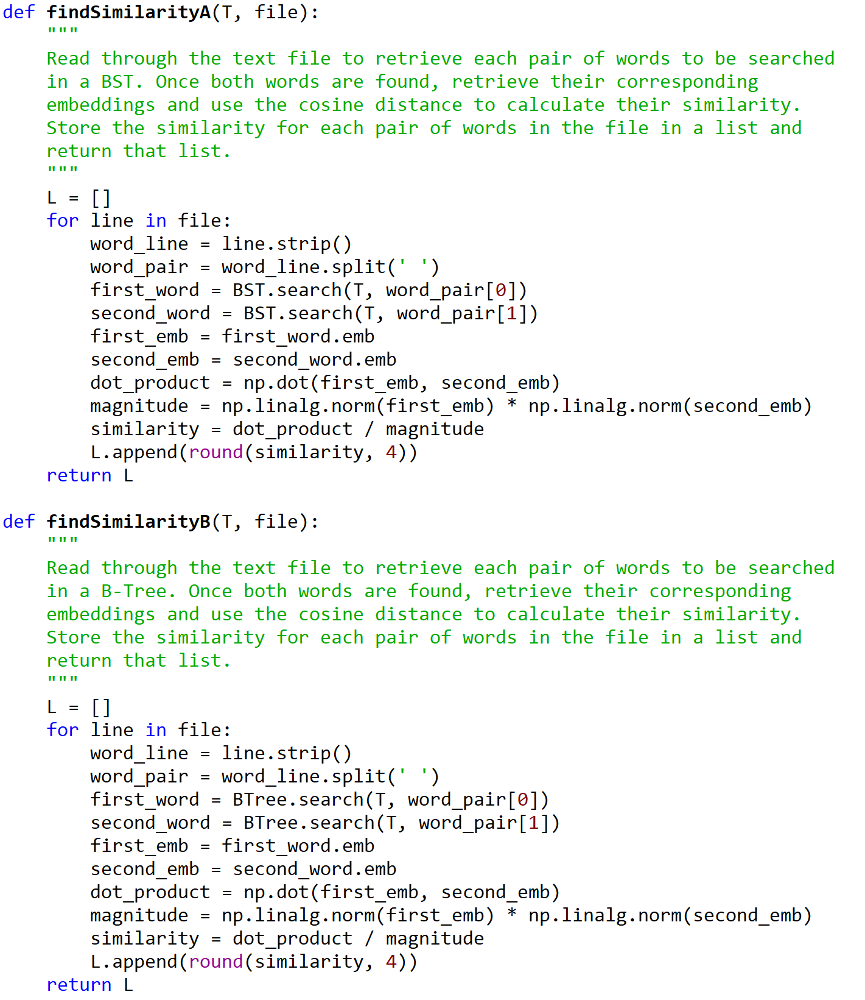 def findSimilarityA(T, file):
    """
    Read through the text file to retrieve each pair of words to be searched
    in a BST. Once both words are found, retrieve their corresponding
    embeddings and use the cosine distance to calculate their similarity.
    Store the similarity for each pair of words in the file in a list and
    return that list.
    """
    L = []
    for line in file:
        word_line = line.strip()
        word_pair = word_line.split(' ')
        first_word = BST.search(T, word_pair[0])
        second_word = BST.search(T, word_pair[1])
        first_emb = first_word.emb
        second_emb = second_word.emb
        dot_product = np.dot(first_emb, second_emb)
        magnitude = np.linalg.norm(first_emb) * np.linalg.norm(second_emb)
        similarity = dot_product / magnitude
        L.append(round(similarity, 4))
    return L

def findSimilarityB(T, file):
    """
    Read through the text file to retrieve each pair of words to be searched
    in a B-Tree. Once both words are found, retrieve their corresponding
    embeddings and use the cosine distance to calculate their similarity.
    Store the similarity for each pair of words in the file in a list and
    return that list.
    """
    L = []
    for line in file:
        word_line = line.strip()
        word_pair = word_line.split(' ')
        first_word = BTree.search(T, word_pair[0])
        second_word = BTree.search(T, word_pair[1])
        first_emb = first_word.emb
        second_emb = second_word.emb
        dot_product = np.dot(first_emb, second_emb)
        magnitude = np.linalg.norm(first_emb) * np.linalg.norm(second_emb)
        similarity = dot_product / magnitude
        L.append(round(similarity, 4))
    return L